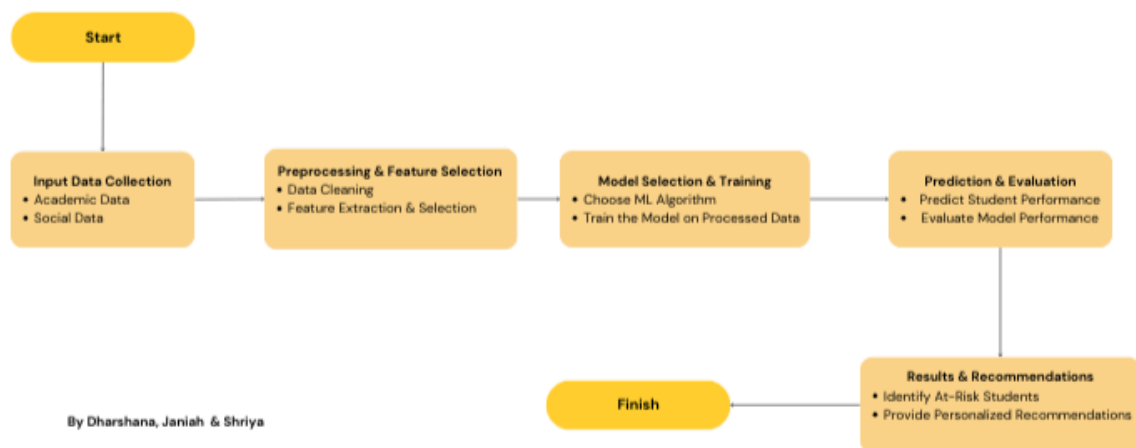 Start
Input Data Collection
• Academic Data
• Social Data
Preprocessing & Feature Selection
• Data Cleaning
• Feature Extraction & Selection
Model Selection & Training
• Choose ML Algorithm
• Train the Model on Processed Data
Prediction & Evaluation
• Predict Student Performance
• Evaluate Model Performance
Results & Recommendations
• Identify At-Risk Students
• Provide Personalized Recommendations
Finish
By Dharshana, Janiah & Shriya